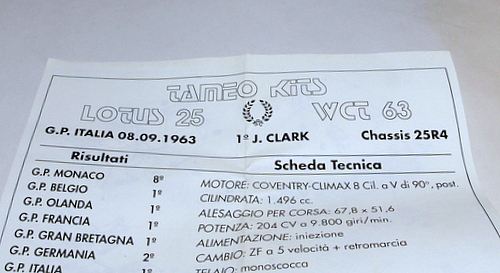 TAMEO KITS
LOTUS 25 WCT 63
G.P. ITALIA 08.09.1963 1º J. CLARK Chassis 25R4
Risultati
G.P. MONACO 8º
G.P. BELGIO 1º
G.P. OLANDA 1º
G.P. FRANCIA 1º
G.P. GRAN BRETAGNA 1º
G.P. GERMANIA 2º
G.P. ITALIA 1º
Scheda Tecnica
MOTORE: COVENTRY-CLIMAX 8 Cil. a V di 90°, post.
CILINDRATA: 1.496 cc.
ALESAGGIO PER CORSA: 67,8 x 51,6
POTENZA: 204 CV a 9.800 giri/min.
ALIMENTAZIONE: iniezione
CAMBIO: ZF a 5 velocità + retromarcia
TELAIO: monoscocca